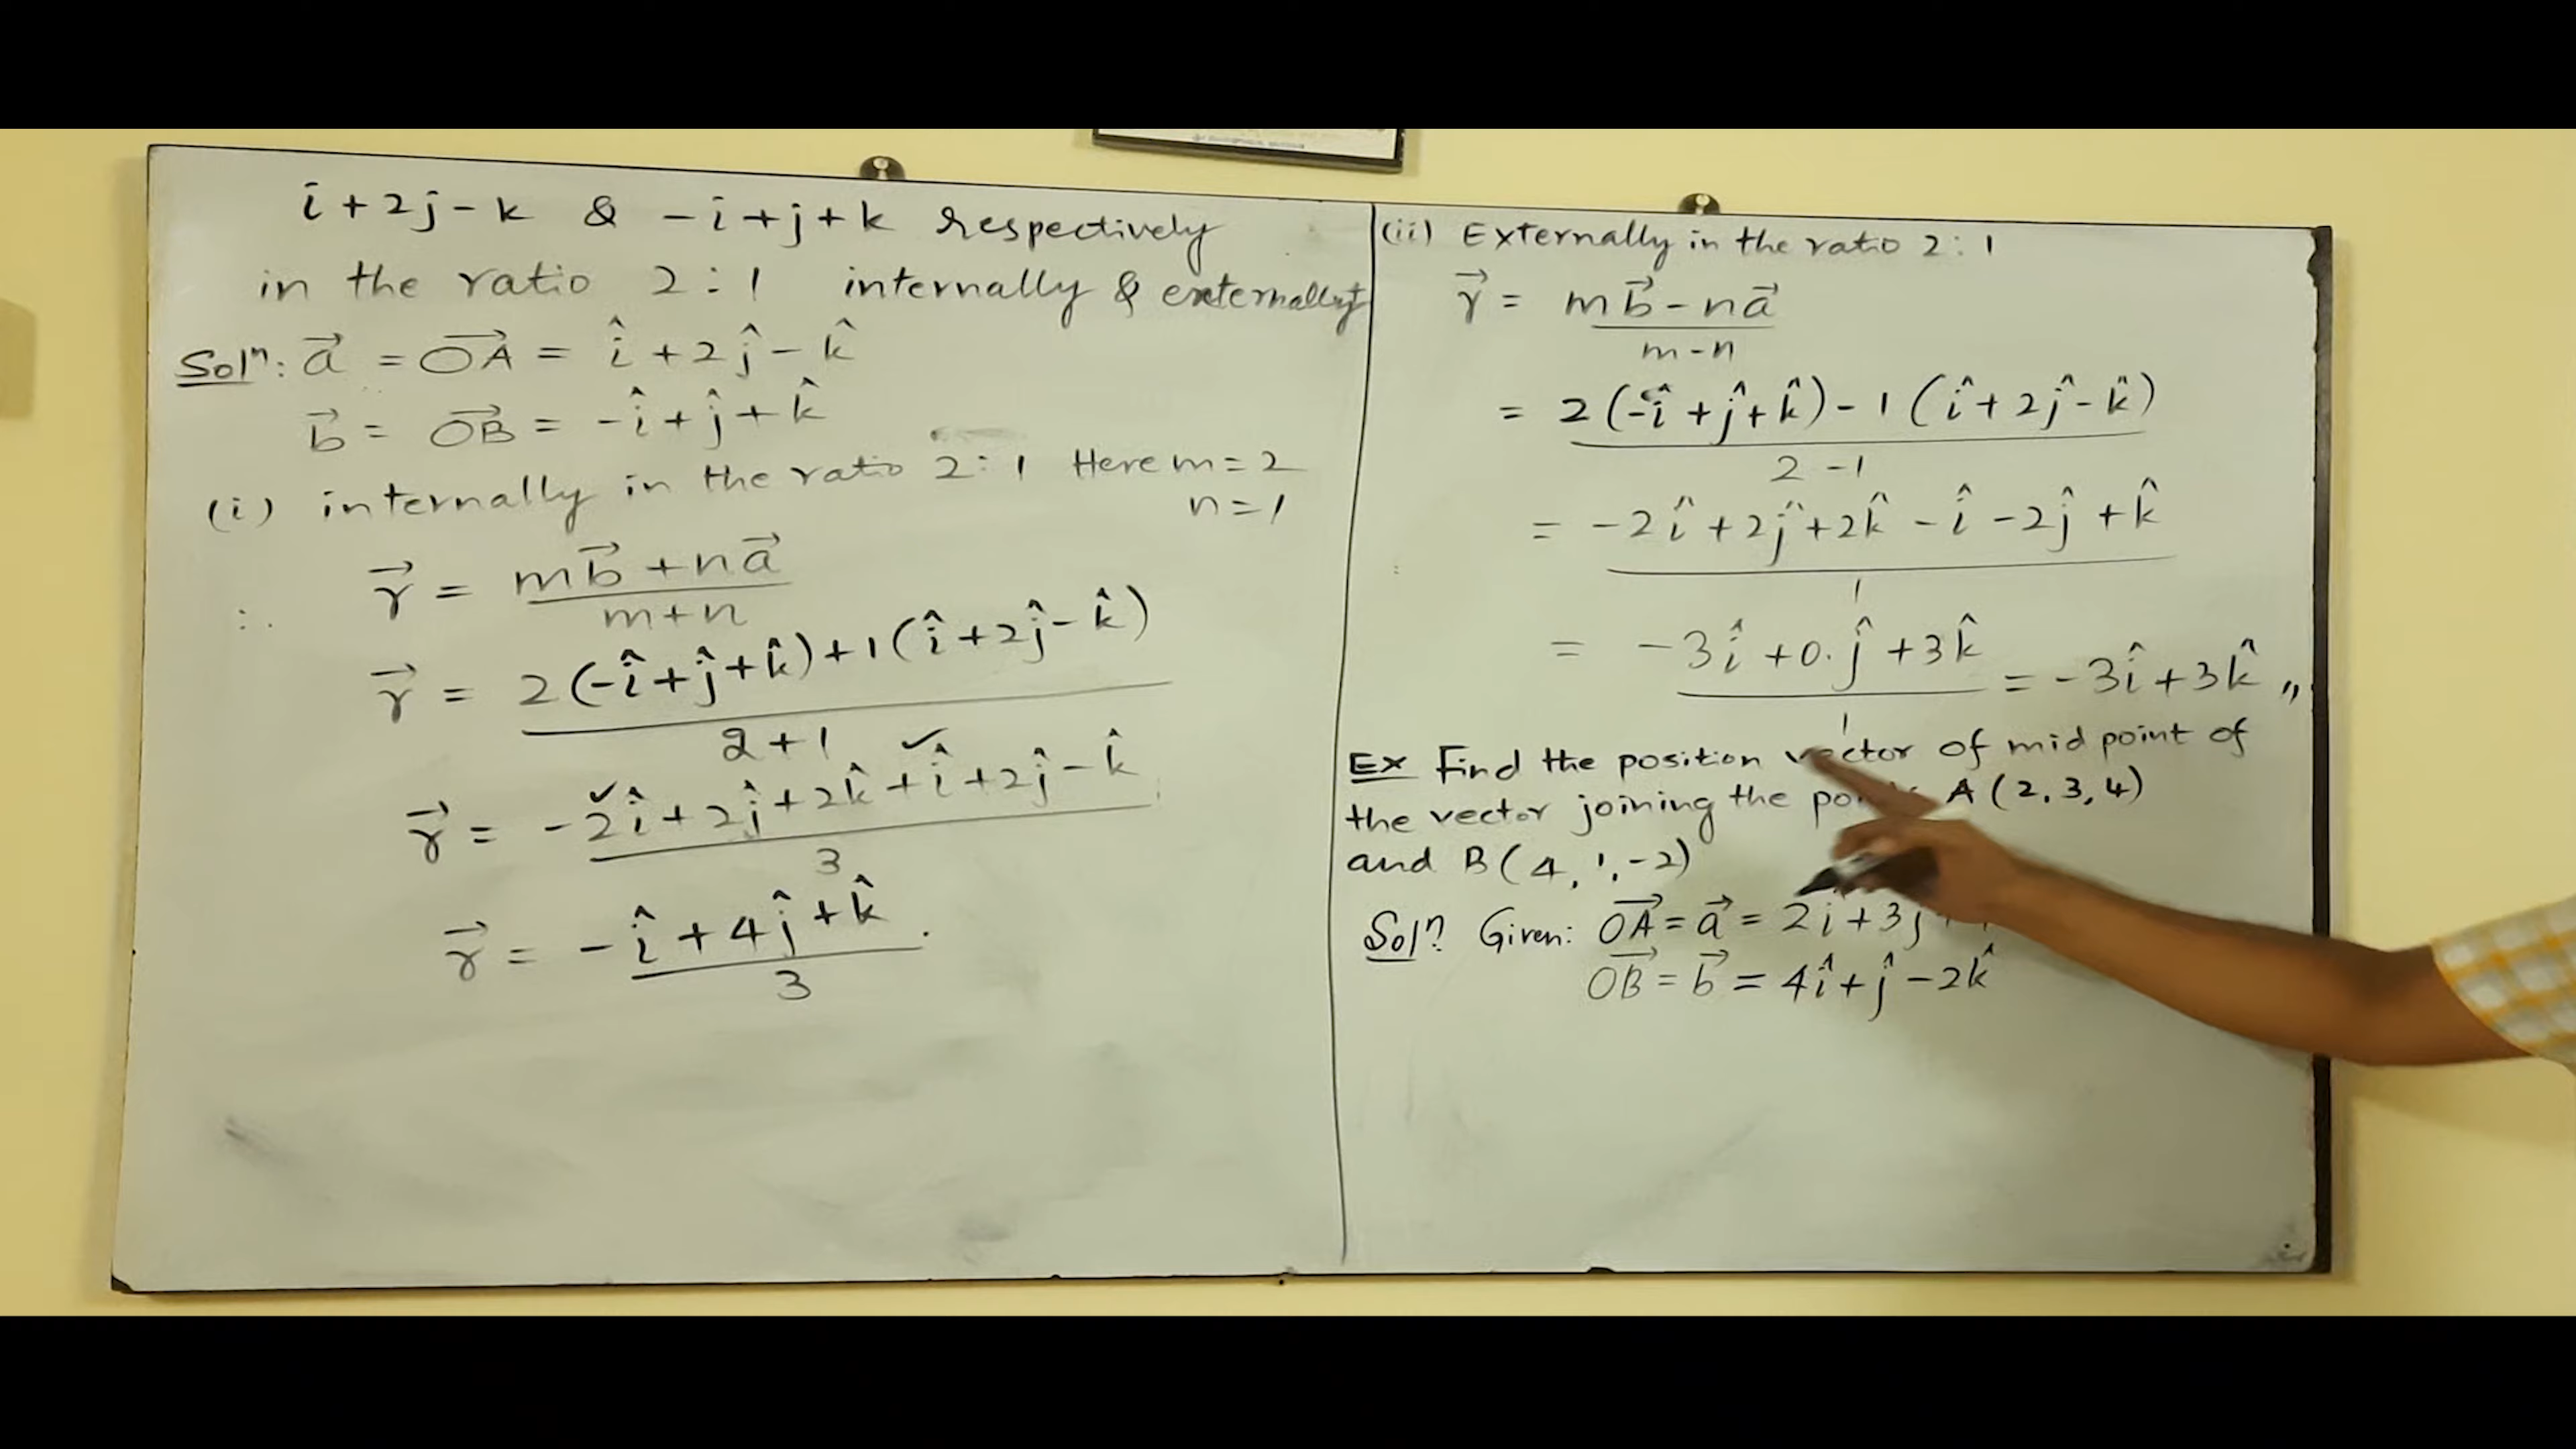 i + 2j - k & - i + j + k respectively
in the ratio 2 : 1 internally & externally
Solⁿ: a⃗ = OA⃗ = î + 2ĵ - k̂
b⃗ = OB⃗ = -î + ĵ + k̂
(i) internally in the ratio 2 : 1 Here m = 2
n = 1
∴ r⃗ = mb⃗ + na⃗
m + n
r⃗ = 2(-î + ĵ + k̂) + 1(î + 2ĵ - k̂)
2 + 1
r⃗ = -2î + 2ĵ + 2k̂ + î + 2ĵ - k̂
3
r⃗ = -î + 4ĵ + k̂
3
(ii) Externally in the ratio 2 : 1
r⃗ = mb⃗ - na⃗
m - n
= 2(-î + ĵ + k̂) - 1(î + 2ĵ - k̂)
2 - 1
= -2î + 2ĵ + 2k̂ - î - 2ĵ + k̂
1
= -3î + 0.ĵ + 3k̂ = -3î + 3k̂ ,,
1
Ex Find the position vector of mid point of
the vector joining the A (2, 3, 4)
and B (4, 1, -2)
Solⁿ: Given: OA⃗ = a⃗ = 2î + 3j +
OB⃗ = b⃗ = 4î + ĵ - 2k̂